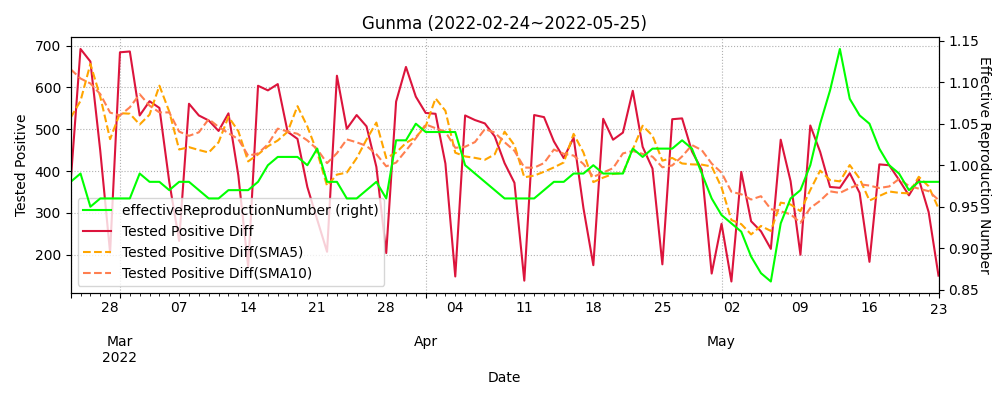 Gunma (2022-02-24~2022-05-25)
Tested Positive
700
600
500
400
300
200
1.15
1.10
1.05
1.00
0.95
0.90
0.85
Effective Reproduction Number
effectiveReproductionNumber (right)
Tested Positive Diff
Tested Positive Diff(SMA5)
Tested Positive Diff(SMA10)
28 07 14 21 28 04 11 18 25 02 09 16 23
Mar Apr May
2022
Date